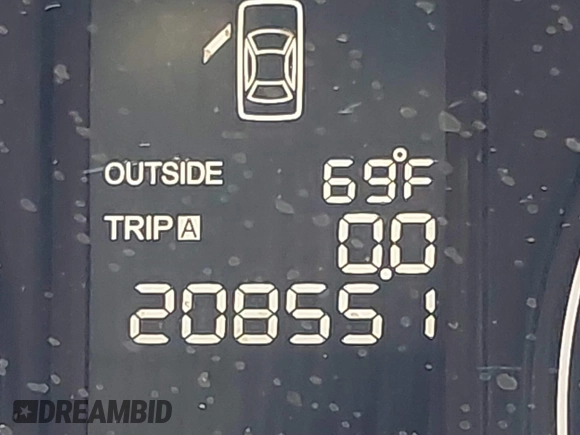 OUTSIDE 69°F
TRIP A 0.0
208551
DREAMBID